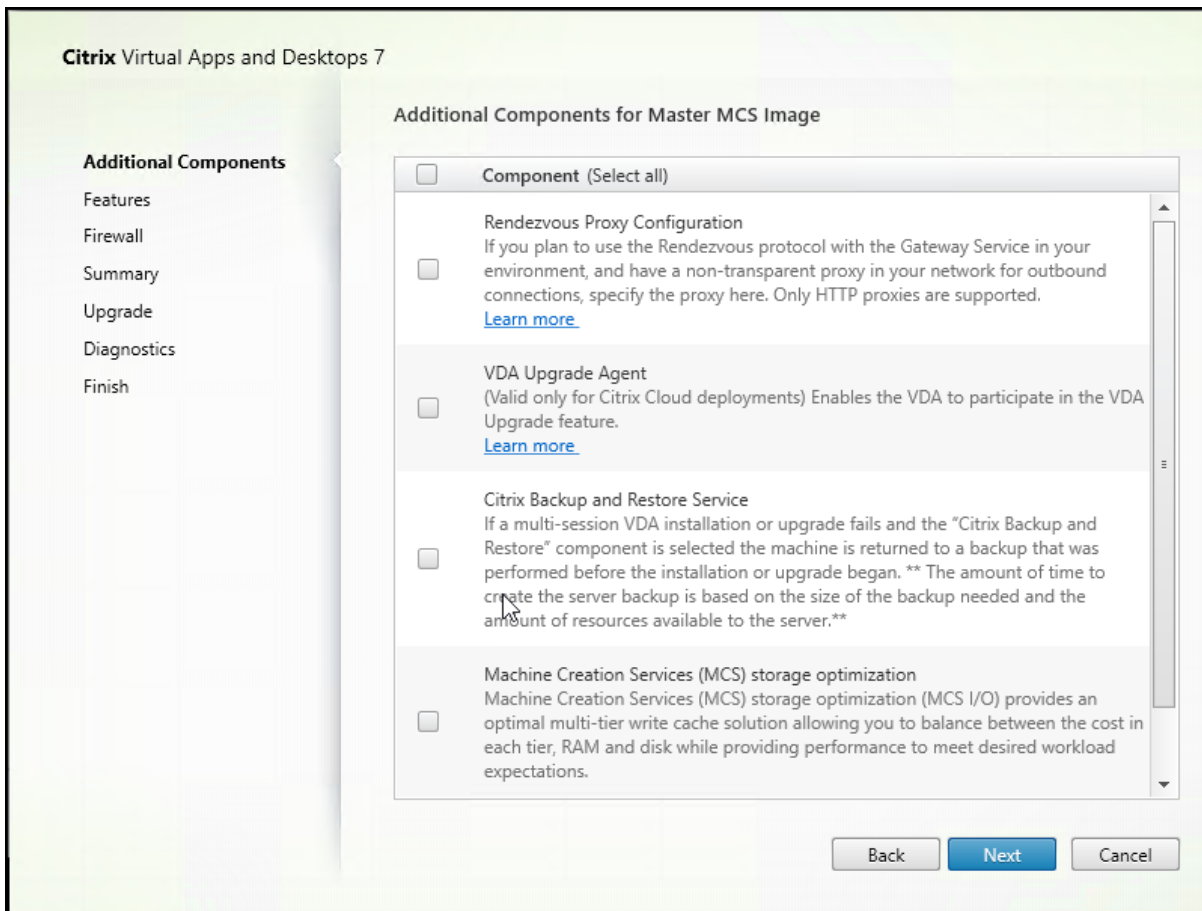 Citrix Virtual Apps and Desktops 7
Additional Components
Features
Firewall
Summary
Upgrade
Diagnostics
Finish
Additional Components for Master MCS Image
Component (Select all)
Rendezvous Proxy Configuration
If you plan to use the Rendezvous protocol with the Gateway Service in your
environment, and have a non-transparent proxy in your network for outbound
connections, specify the proxy here. Only HTTP proxies are supported.
Learn more
VDA Upgrade Agent
(Valid only for Citrix Cloud deployments) Enables the VDA to participate in the VDA
Upgrade feature.
Learn more
Citrix Backup and Restore Service
If a multi-session VDA installation or upgrade fails and the “Citrix Backup and
Restore” component is selected the machine is returned to a backup that was
performed before the installation or upgrade began. ** The amount of time to
create the server backup is based on the size of the backup needed and the
amount of resources available to the server.**
Machine Creation Services (MCS) storage optimization
Machine Creation Services (MCS) storage optimization (MCS I/O) provides an
optimal multi-tier write cache solution allowing you to balance between the cost in
each tier, RAM and disk while providing performance to meet desired workload
expectations.
Back
Next
Cancel